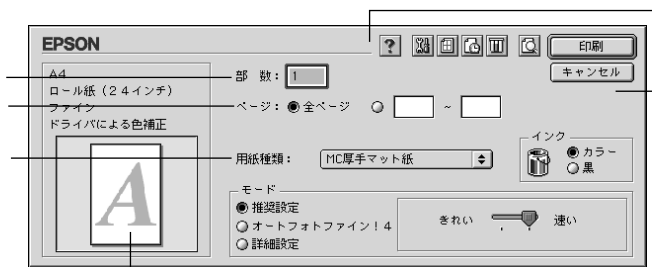 EPSON
?
印刷
キャンセル
A4
ロール紙（24インチ）
ファイン
ドライバによる色補正
A
部 数： 1
ページ： 全ページ ～
用紙種類： MC厚手マット紙
インク
カラー
黒
モード
推奨設定
オートフォトファイン！4
詳細設定
きれい 速い